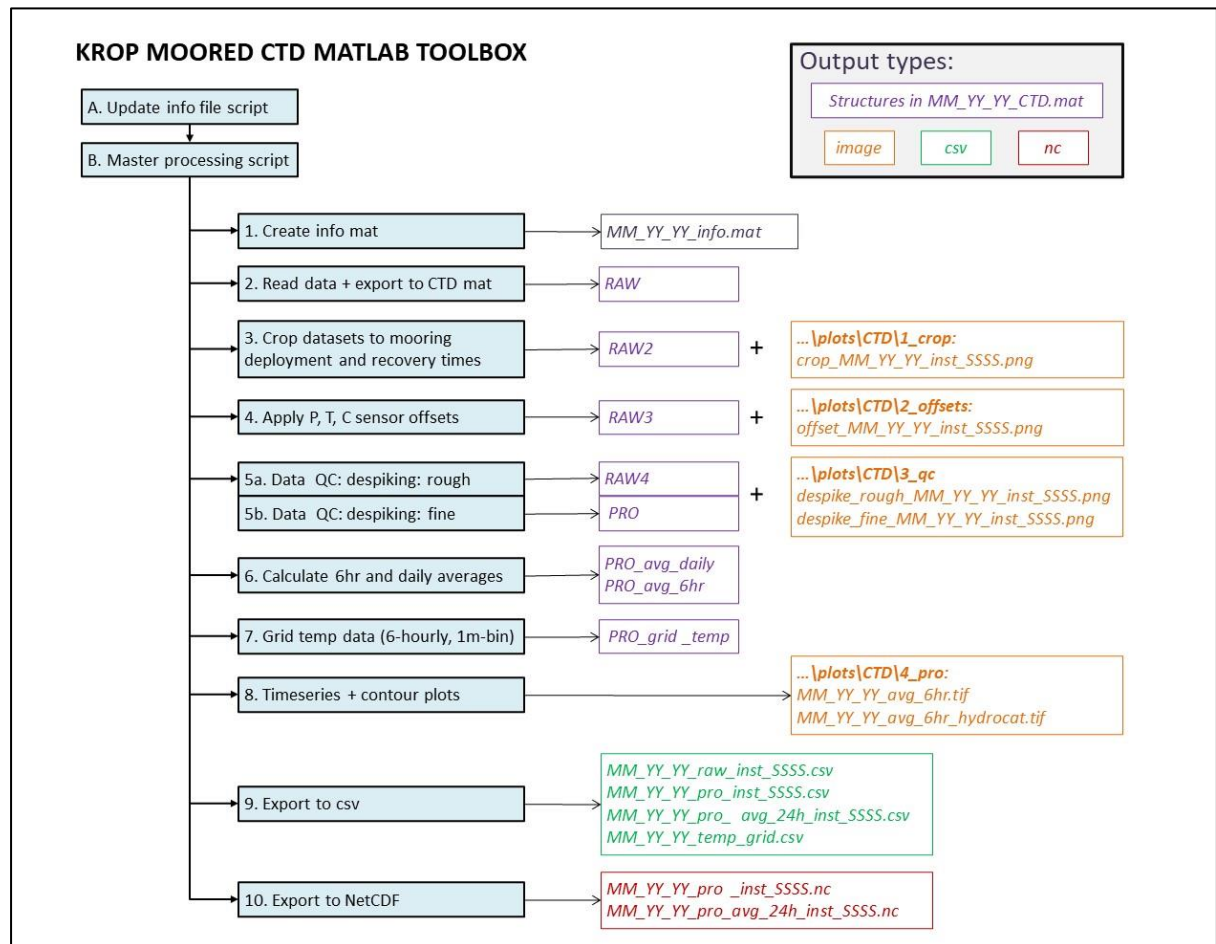 KROP MOORED CTD MATLAB TOOLBOX
Output types:
Structures in MM_YY_YY_CTD.mat
image
csv
nc
A. Update info file script
B. Master processing script
1. Create info mat
MM_YY_YY_info.mat
2. Read data + export to CTD mat
RAW
3. Crop datasets to mooring
deployment and recovery times
RAW2
+
...\plots\CTD\1_crop:
crop_MM_YY_YY_inst_SSSS.png
4. Apply P, T, C sensor offsets
RAW3
+
...\plots\CTD\2_offsets:
offset_MM_YY_YY_inst_SSSS.png
5a. Data QC: despiking: rough
RAW4
5b. Data QC: despiking: fine
PRO
+
...\plots\CTD\3_qc
despike_rough_MM_YY_YY_inst_SSSS.png
despike_fine_MM_YY_YY_inst_SSSS.png
6. Calculate 6hr and daily averages
PRO_avg_daily
PRO_avg_6hr
7. Grid temp data (6-hourly, 1m-bin)
PRO_grid _temp
8. Timeseries + contour plots
...\plots\CTD\4_pro:
MM_YY_YY_avg_6hr.tif
MM_YY_YY_avg_6hr_hydrocat.tif
9. Export to csv
MM_YY_YY_raw_inst_SSSS.csv
MM_YY_YY_pro_inst_SSSS.csv
MM_YY_YY_pro_ avg_24h_inst_SSSS.csv
MM_YY_YY_temp_grid.csv
10. Export to NetCDF
MM_YY_YY_pro _inst_SSSS.nc
MM_YY_YY_pro_avg_24h_inst_SSSS.nc